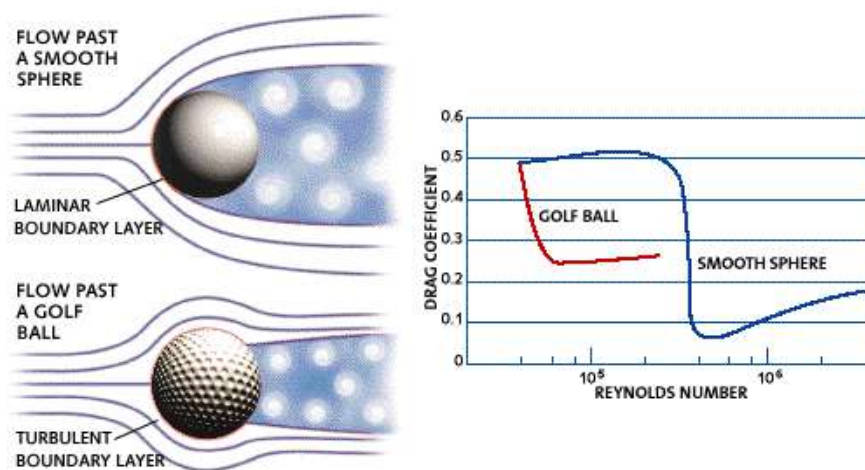 FLOW PAST
A SMOOTH
SPHERE
LAMINAR
BOUNDARY LAYER
FLOW PAST
A GOLF
BALL
TURBULENT
BOUNDARY LAYER
0.6
0.5
0.4
0.3
0.2
0.1
0
DRAG COEFFICIENT
GOLF BALL
SMOOTH SPHERE
10⁵
10⁶
REYNOLDS NUMBER